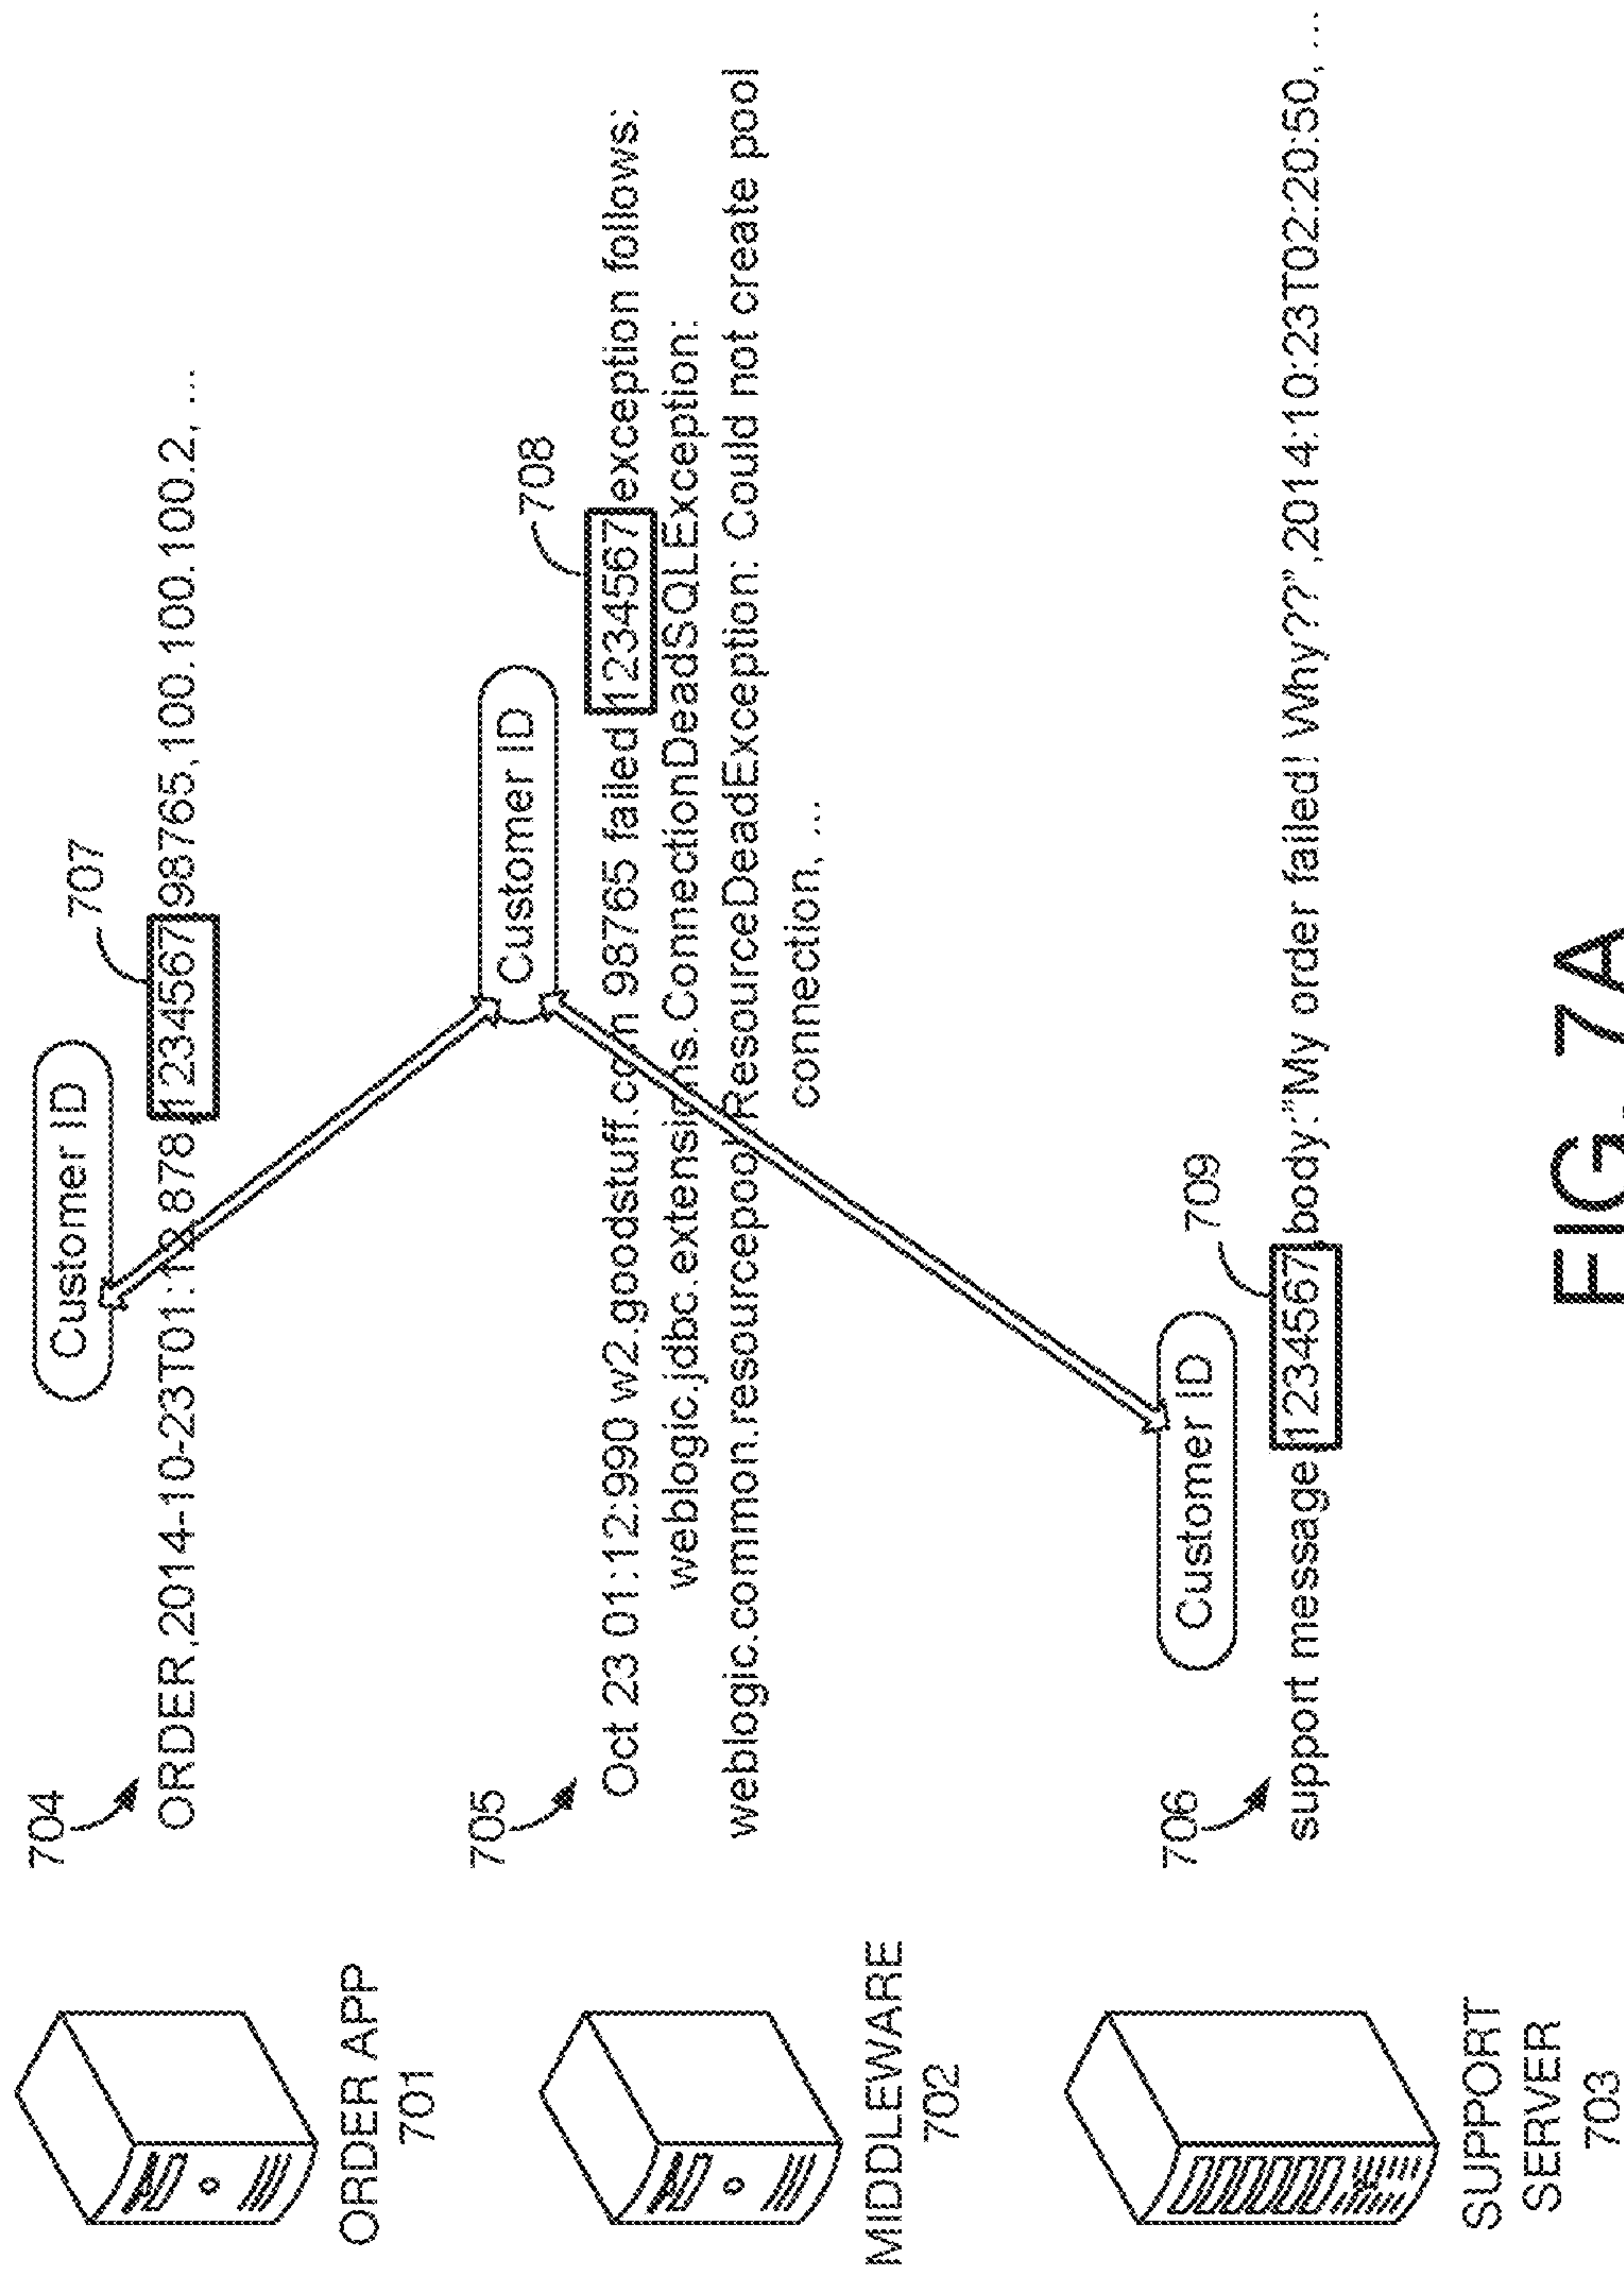 ORDER APP
701
704
Customer ID
707
ORDER,2014-10-23T01:12.878,1234567,98765,100.100.100.2, ...
MIDDLEWARE
702
705
Customer ID
708
Oct 23 01:12:990 w2.goodstuff.com 98765 failed 1234567 exception follows:
weblogic.jdbc.extensions.ConnectionDeadSQLException:
weblogic.common.resourcepool.ResourceDeadException: Could not create pool
connection, ...
SUPPORT
SERVER
703
706
Customer ID
709
support message 1234567 body:"My order failed! Why??",2014:10:23T02:20:50, ...
FIG. 7A